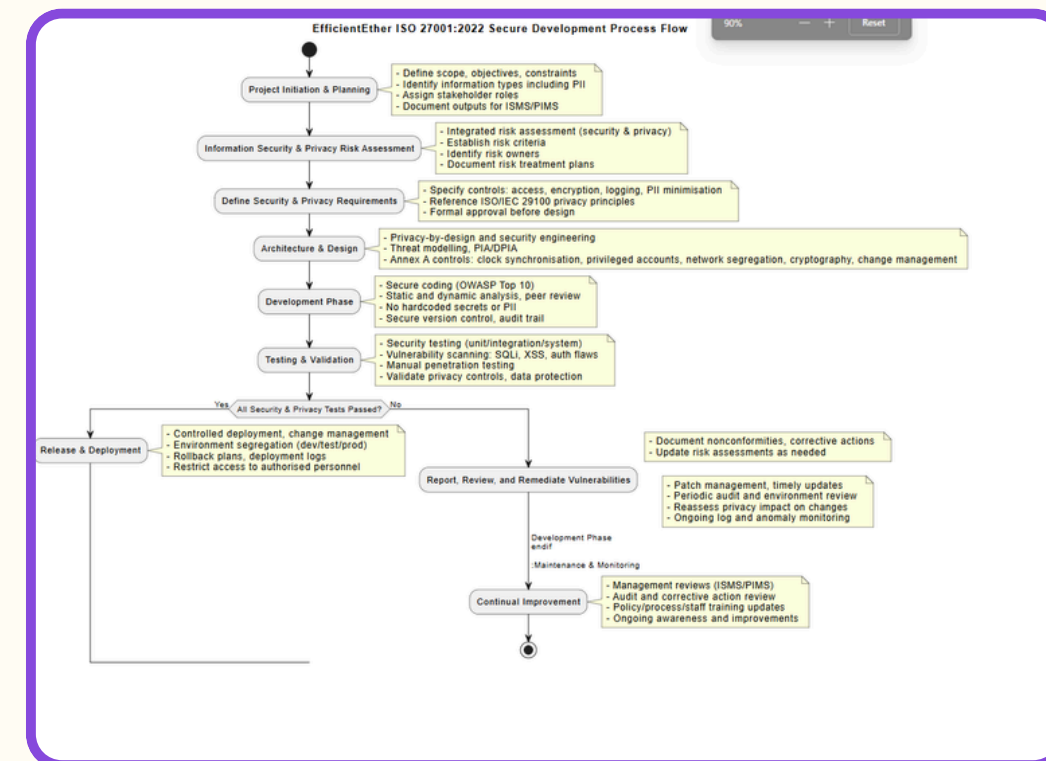 EfficientEther ISO 27001:2022 Secure Development Process Flow
90%
Reset
Project Initiation & Planning
- Define scope, objectives, constraints
- Identify information types including PII
- Assign stakeholder roles
- Document outputs for ISMS/PIMS
Information Security & Privacy Risk Assessment
- Integrated risk assessment (security & privacy)
- Establish risk criteria
- Identify risk owners
- Document risk treatment plans
Define Security & Privacy Requirements
- Specify controls: access, encryption, logging, PII minimisation
- Reference ISO/IEC 29100 privacy principles
- Formal approval before design
Architecture & Design
- Privacy-by-design and security engineering
- Threat modelling, PIA/DPIA
- Annex A controls: clock synchronisation, privileged accounts, network segregation, cryptography, change management
Development Phase
- Secure coding (OWASP Top 10)
- Static and dynamic analysis, peer review
- No hardcoded secrets or PII
- Secure version control, audit trail
Testing & Validation
- Security testing (unit/integration/system)
- Vulnerability scanning: SQLi, XSS, auth flaws
- Manual penetration testing
- Validate privacy controls, data protection
Yes
All Security & Privacy Tests Passed?
No
Release & Deployment
- Controlled deployment, change management
- Environment segregation (dev/test/prod)
- Rollback plans, deployment logs
- Restrict access to authorised personnel
Report, Review, and Remediate Vulnerabilities
- Document nonconformities, corrective actions
- Update risk assessments as needed
- Patch management, timely updates
- Periodic audit and environment review
- Reassess privacy impact on changes
- Ongoing log and anomaly monitoring
Development Phase
endif
:Maintenance & Monitoring
Continual Improvement
- Management reviews (ISMS/PIMS)
- Audit and corrective action review
- Policy/process/staff training updates
- Ongoing awareness and improvements